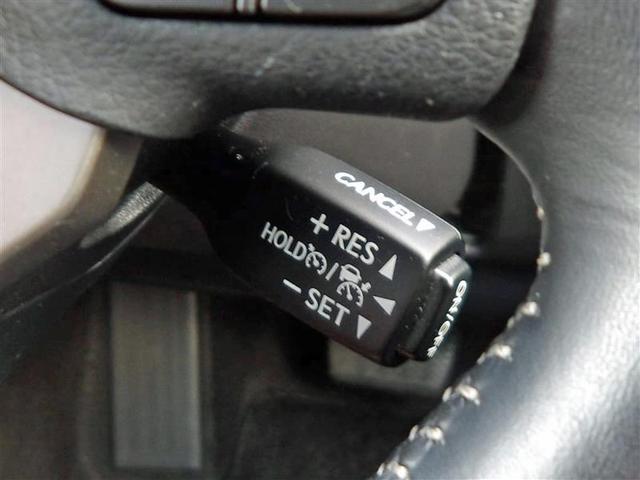 CANCEL▼
+ RES ▲
HOLD / ◀
− SET ▼
ON/OFF